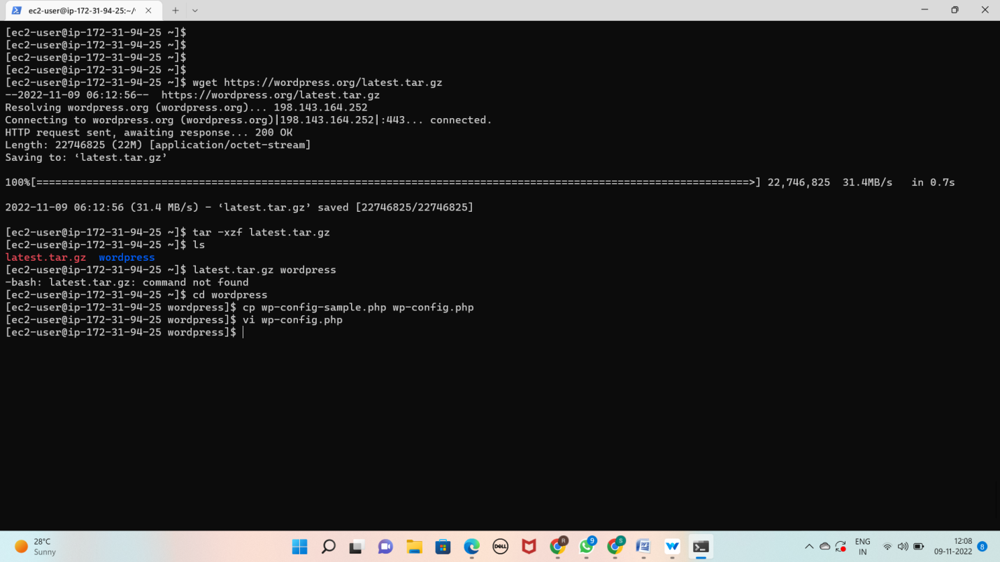 ec2-user@ip-172-31-94-25:~/
[ec2-user@ip-172-31-94-25 ~]$
[ec2-user@ip-172-31-94-25 ~]$
[ec2-user@ip-172-31-94-25 ~]$
[ec2-user@ip-172-31-94-25 ~]$
[ec2-user@ip-172-31-94-25 ~]$ wget https://wordpress.org/latest.tar.gz
--2022-11-09 06:12:56--  https://wordpress.org/latest.tar.gz
Resolving wordpress.org (wordpress.org)... 198.143.164.252
Connecting to wordpress.org (wordpress.org)|198.143.164.252|:443... connected.
HTTP request sent, awaiting response... 200 OK
Length: 22746825 (22M) [application/octet-stream]
Saving to: ‘latest.tar.gz’
100%[==================================================================================================================>] 22,746,825  31.4MB/s   in 0.7s
2022-11-09 06:12:56 (31.4 MB/s) - ‘latest.tar.gz’ saved [22746825/22746825]
[ec2-user@ip-172-31-94-25 ~]$ tar -xzf latest.tar.gz
[ec2-user@ip-172-31-94-25 ~]$ ls
latest.tar.gz  wordpress
[ec2-user@ip-172-31-94-25 ~]$ latest.tar.gz wordpress
-bash: latest.tar.gz: command not found
[ec2-user@ip-172-31-94-25 ~]$ cd wordpress
[ec2-user@ip-172-31-94-25 wordpress]$ cp wp-config-sample.php wp-config.php
[ec2-user@ip-172-31-94-25 wordpress]$ vi wp-config.php
[ec2-user@ip-172-31-94-25 wordpress]$
28°C
Sunny
DELL
R
9
S
W
ENG
IN
12:08
09-11-2022
8